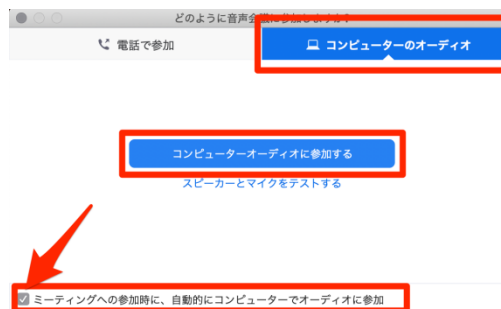 どのように音声会議に参加しますか?
電話で参加
コンピューターのオーディオ
コンピューターオーディオに参加する
スピーカーとマイクをテストする
ミーティングへの参加時に、自動的にコンピューターでオーディオに参加